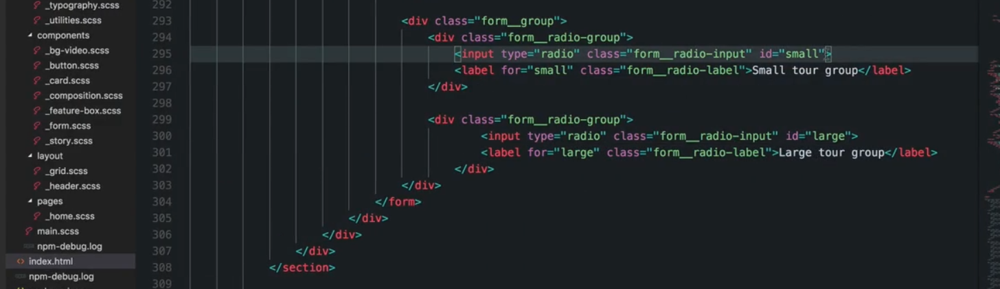 _typography.scss
_utilities.scss
components
_bg-video.scss
_button.scss
_card.scss
_composition.scss
_feature-box.scss
_form.scss
_story.scss
layout
_grid.scss
_header.scss
pages
_home.scss
main.scss
npm-debug.log
<> index.html
npm-debug.log
292
293 <div class="form__group">
294 <div class="form__radio-group">
295 <input type="radio" class="form__radio-input" id="small">
296 <label for="small" class="form__radio-label">Small tour group</label>
297 </div>
298
299 <div class="form__radio-group">
300 <input type="radio" class="form__radio-input" id="large">
301 <label for="large" class="form__radio-label">Large tour group</label>
302 </div>
303 </div>
304 </form>
305 </div>
306 </div>
307 </div>
308 </section>
309